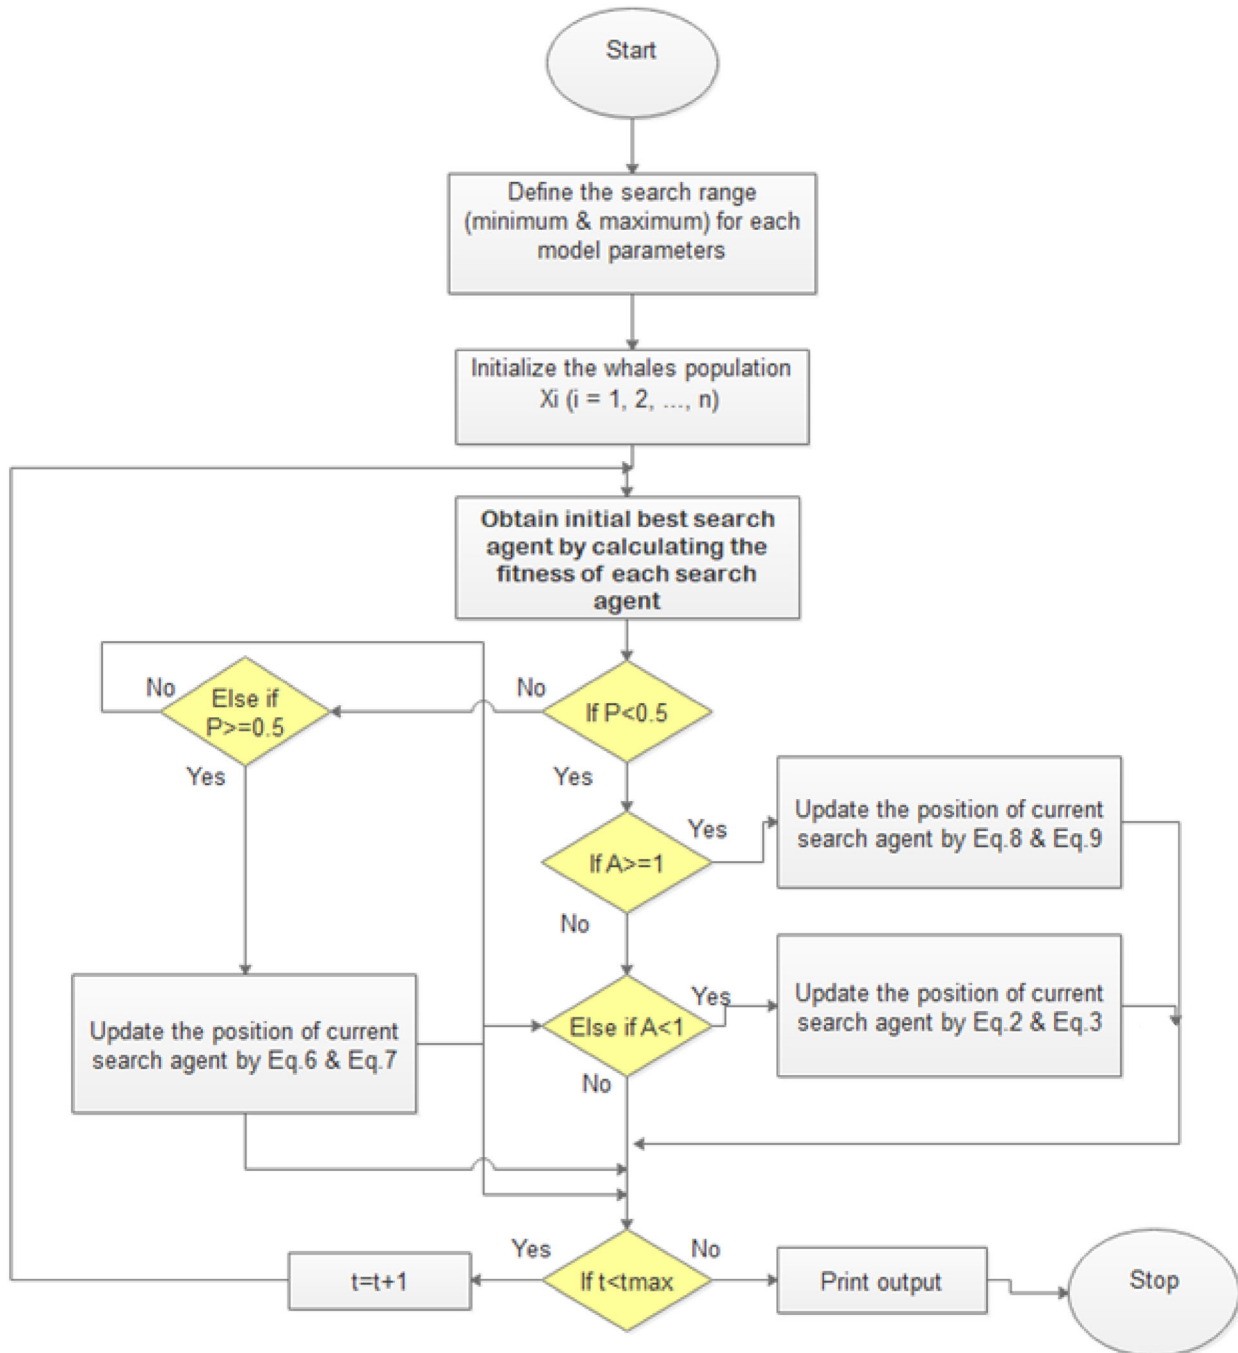 Start
Define the search range
(minimum & maximum) for each
model parameters
Initialize the whales population
Xi (i = 1, 2, ..., n)
Obtain initial best search
agent by calculating the
fitness of each search
agent
If P<0.5
No
Yes
Else if
P>=0.5
No
Yes
If A>=1
Yes
No
Update the position of current
search agent by Eq.8 & Eq.9
Else if A<1
Yes
No
Update the position of current
search agent by Eq.2 & Eq.3
Update the position of current
search agent by Eq.6 & Eq.7
If t<tmax
Yes
No
t=t+1
Print output
Stop